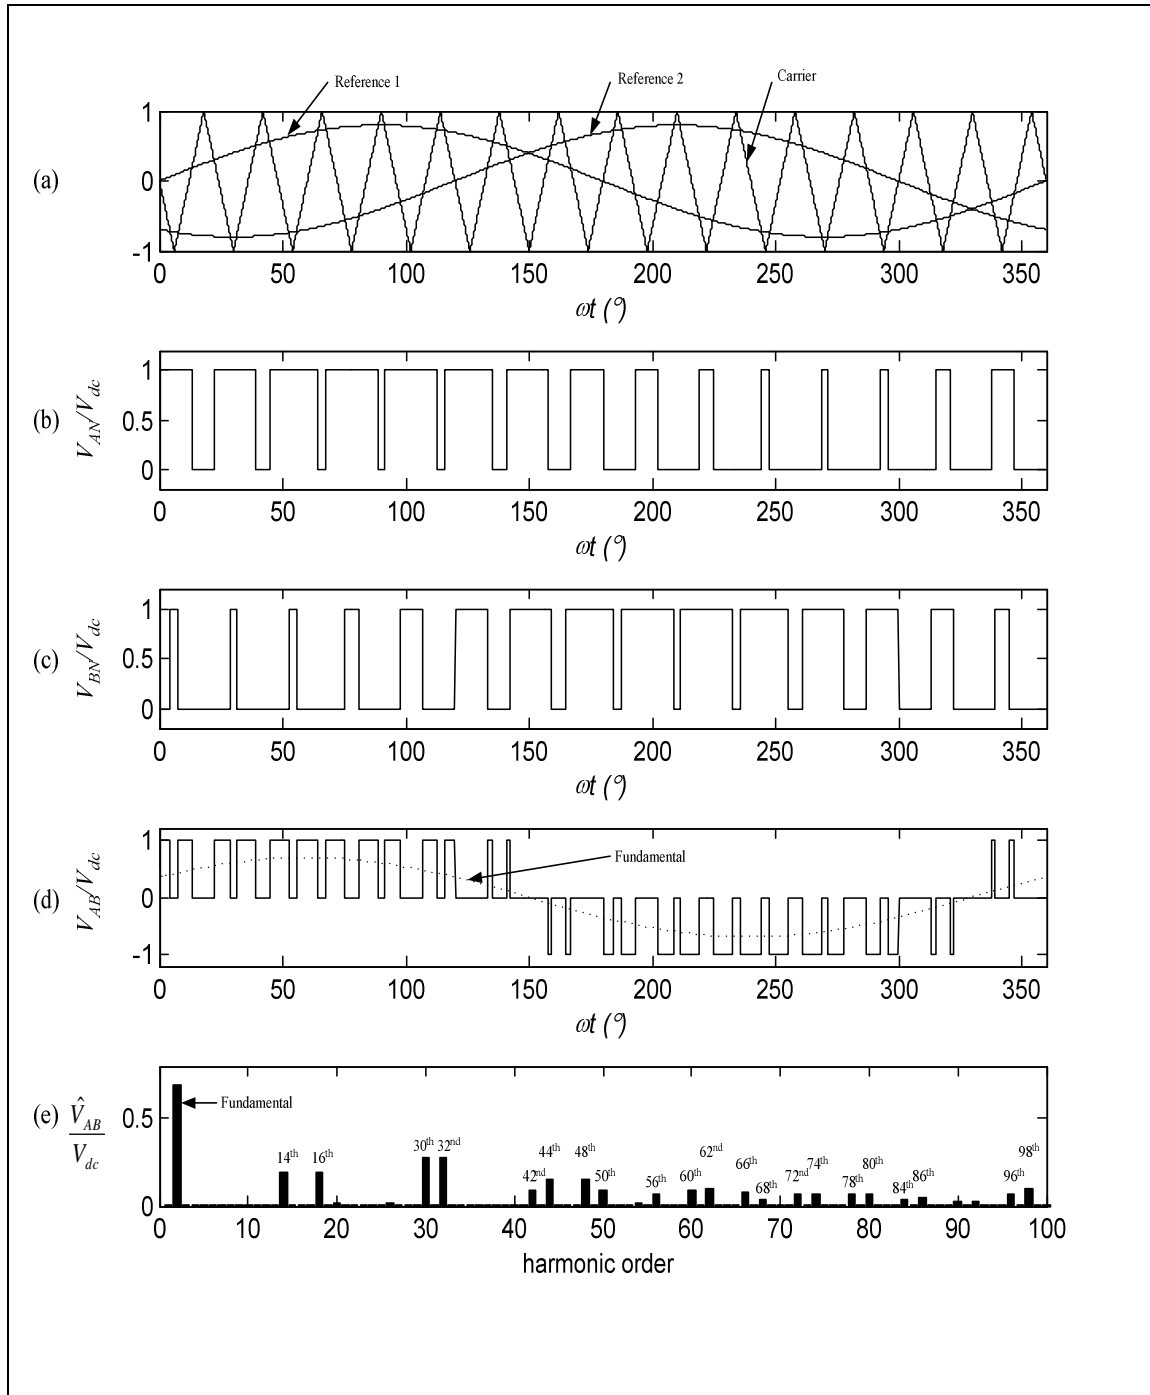 Reference 1
Reference 2
Carrier
(a)
1
0
-1
0 50 100 150 200 250 300 350
ωt (°)
(b)
V_AN/V_dc
1
0.5
0
0 50 100 150 200 250 300 350
ωt (°)
(c)
V_BN/V_dc
1
0.5
0
0 50 100 150 200 250 300 350
ωt (°)
(d)
V_AB/V_dc
1
0
-1
Fundamental
0 50 100 150 200 250 300 350
ωt (°)
(e)
V̂_AB
V_dc
0.5
0
Fundamental
14th 16th 30th 32nd 42nd 44th 48th 50th 56th 60th 62nd 66th 68th 72nd 74th 78th 80th 84th 86th 96th 98th
0 10 20 30 40 50 60 70 80 90 100
harmonic order